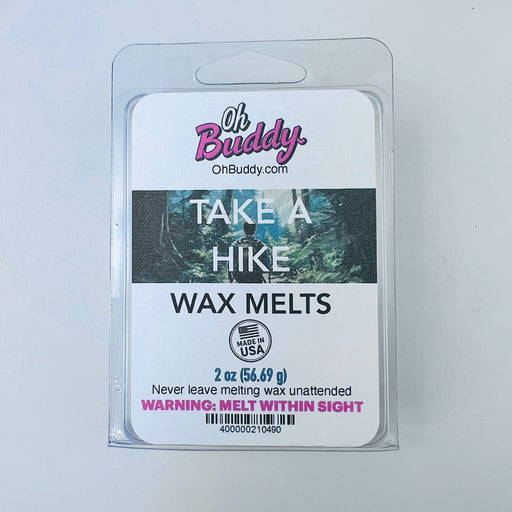 Oh
Buddy
OhBuddy.com
TAKE A
HIKE
WAX MELTS
MADE IN
USA
2 oz (56.69 g)
Never leave melting wax unattended
WARNING: MELT WITHIN SIGHT
400000210490